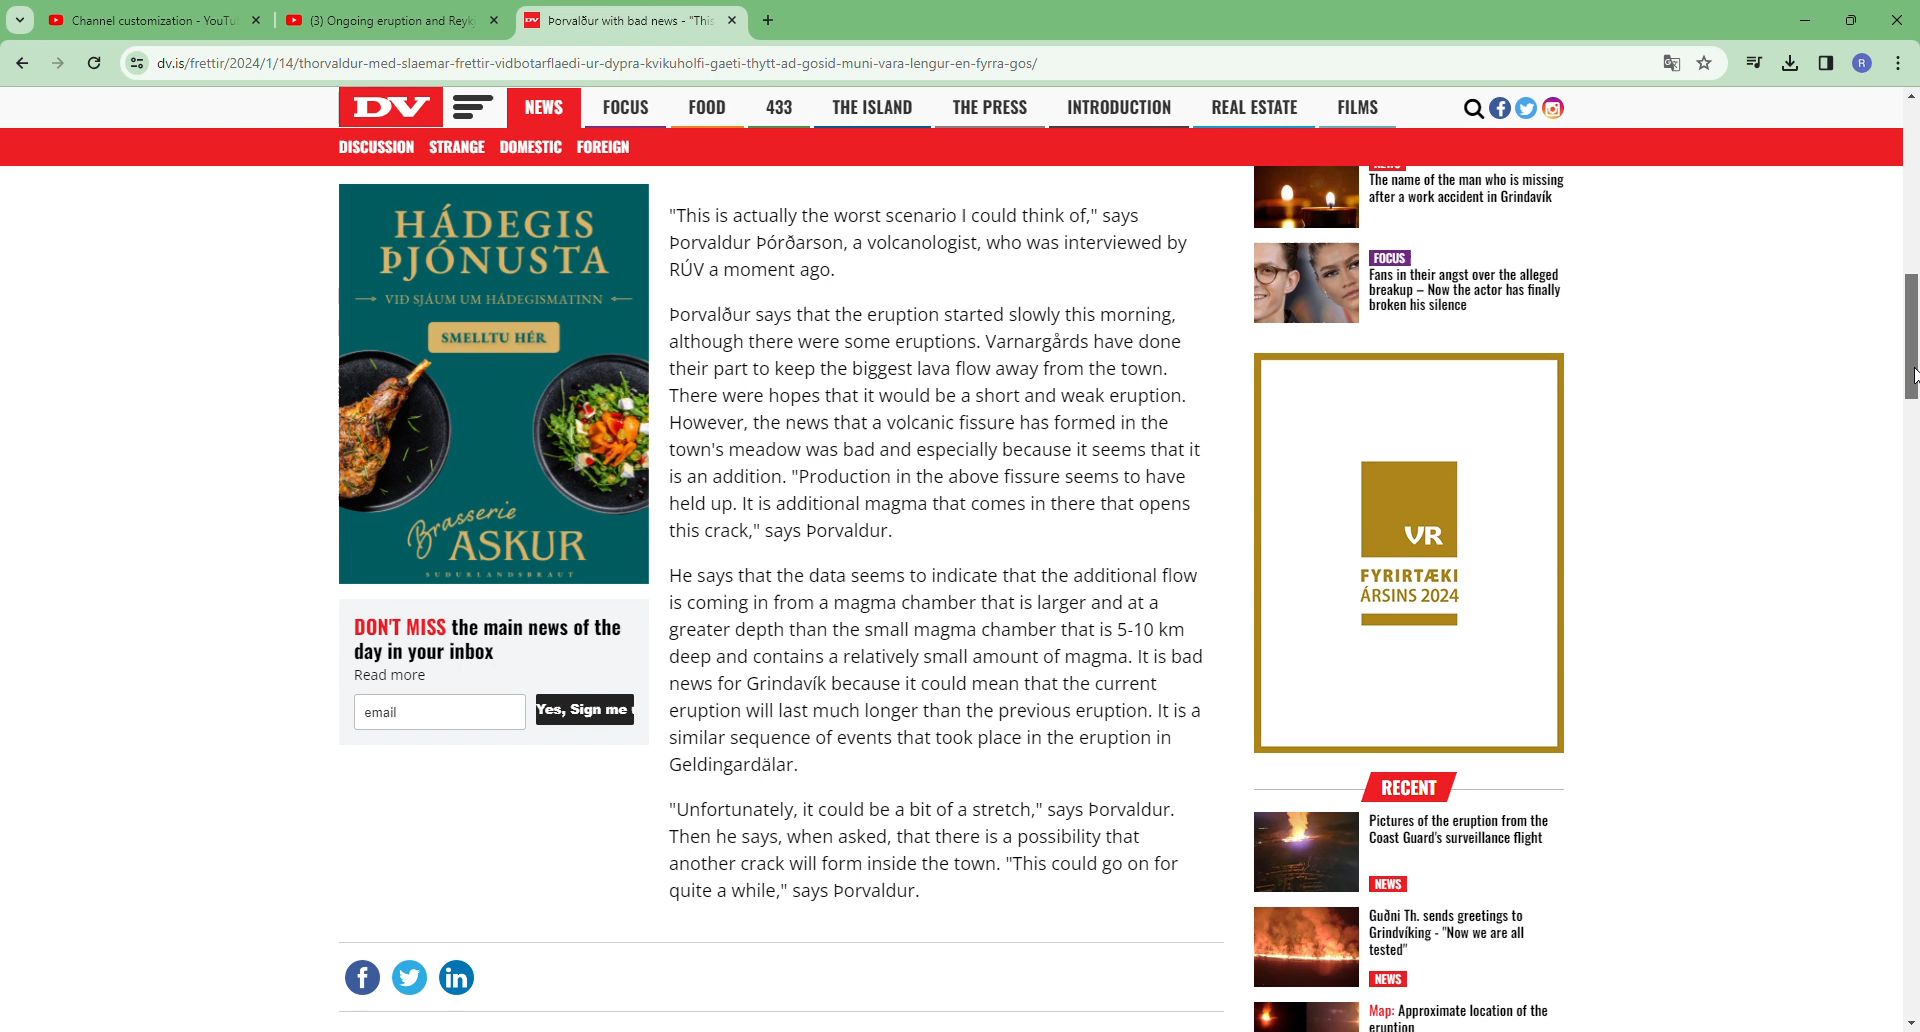 Channel customization - YouTu
(3) Ongoing eruption and Reyk
Þorvalður with bad news - "This
dv.is/frettir/2024/1/14/thorvaldur-med-slaemar-frettir-vidbotarflaedi-ur-dypra-kvikuholfi-gaeti-thytt-ad-gosid-muni-vara-lengur-en-fyrra-gos/
R
DV
NEWS
FOCUS
FOOD
433
THE ISLAND
THE PRESS
INTRODUCTION
REAL ESTATE
FILMS
DISCUSSION
STRANGE
DOMESTIC
FOREIGN
HÁDEGIS
ÞJÓNUSTA
VIÐ SJÁUM UM HÁDEGISMATINN
SMELLTU HÉR
Brasserie
ASKUR
SUÐURLANDSBRAUT
DON'T MISS the main news of the
day in your inbox
Read more
email
Yes, Sign me
"This is actually the worst scenario I could think of," says
Þorvaldur Þórðarson, a volcanologist, who was interviewed by
RÚV a moment ago.
Þorvalður says that the eruption started slowly this morning,
although there were some eruptions. Varnargårds have done
their part to keep the biggest lava flow away from the town.
There were hopes that it would be a short and weak eruption.
However, the news that a volcanic fissure has formed in the
town's meadow was bad and especially because it seems that it
is an addition. "Production in the above fissure seems to have
held up. It is additional magma that comes in there that opens
this crack," says Þorvaldur.
He says that the data seems to indicate that the additional flow
is coming in from a magma chamber that is larger and at a
greater depth than the small magma chamber that is 5-10 km
deep and contains a relatively small amount of magma. It is bad
news for Grindavík because it could mean that the current
eruption will last much longer than the previous eruption. It is a
similar sequence of events that took place in the eruption in
Geldingardälar.
"Unfortunately, it could be a bit of a stretch," says Þorvaldur.
Then he says, when asked, that there is a possibility that
another crack will form inside the town. "This could go on for
quite a while," says Þorvaldur.
The name of the man who is missing
after a work accident in Grindavík
FOCUS
Fans in their angst over the alleged
breakup – Now the actor has finally
broken his silence
VR
FYRIRTÆKI
ÁRSINS 2024
RECENT
Pictures of the eruption from the
Coast Guard's surveillance flight
NEWS
Guðni Th. sends greetings to
Grindvíking - "Now we are all
tested"
NEWS
Map: Approximate location of the
eruption